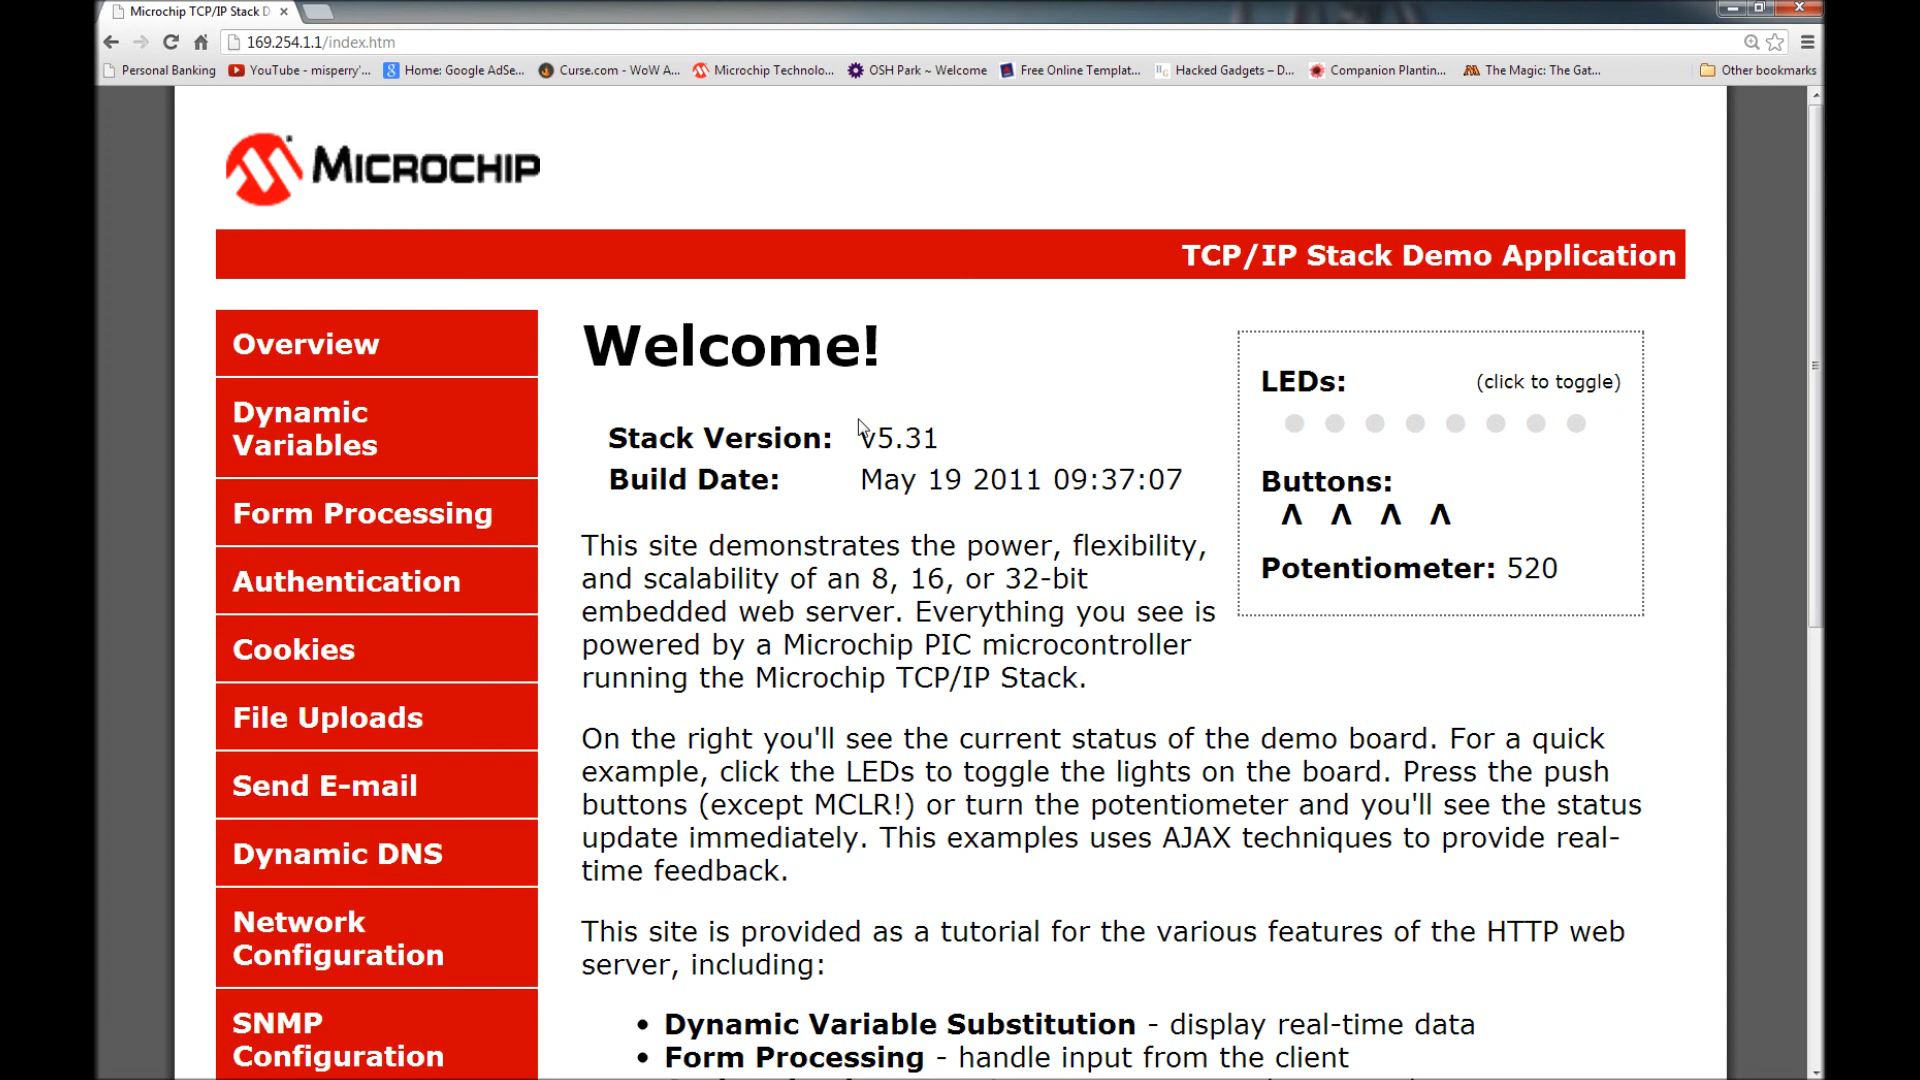 Microchip TCP/IP Stack D
169.254.1.1/index.htm
Personal Banking
YouTube - misperry'...
Home: Google AdSe...
Curse.com - WoW A...
Microchip Technolo...
OSH Park ~ Welcome
Free Online Templat...
Hacked Gadgets – D...
Companion Plantin...
The Magic: The Gat...
Other bookmarks
MICROCHIP
TCP/IP Stack Demo Application
Overview
Dynamic
Variables
Form Processing
Authentication
Cookies
File Uploads
Send E-mail
Dynamic DNS
Network
Configuration
SNMP
Configuration
Welcome!
Stack Version: v5.31
Build Date: May 19 2011 09:37:07
This site demonstrates the power, flexibility,
and scalability of an 8, 16, or 32-bit
embedded web server. Everything you see is
powered by a Microchip PIC microcontroller
running the Microchip TCP/IP Stack.
On the right you'll see the current status of the demo board. For a quick
example, click the LEDs to toggle the lights on the board. Press the push
buttons (except MCLR!) or turn the potentiometer and you'll see the status
update immediately. This examples uses AJAX techniques to provide real-
time feedback.
This site is provided as a tutorial for the various features of the HTTP web
server, including:
• Dynamic Variable Substitution - display real-time data
• Form Processing - handle input from the client
LEDs: (click to toggle)
Buttons:
Λ Λ Λ Λ
Potentiometer: 520